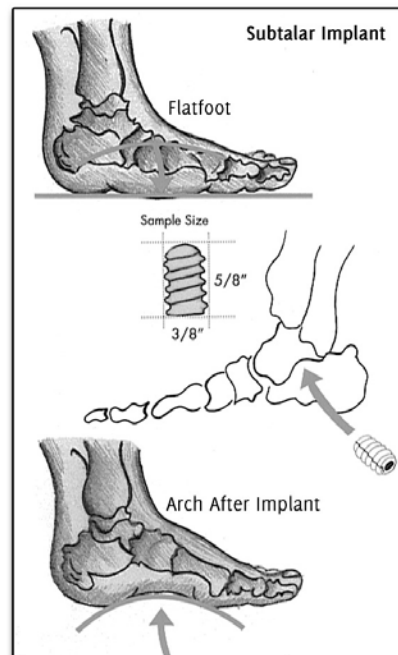 Subtalar Implant
Flatfoot
Sample Size
5/8"
3/8"
Arch After Implant